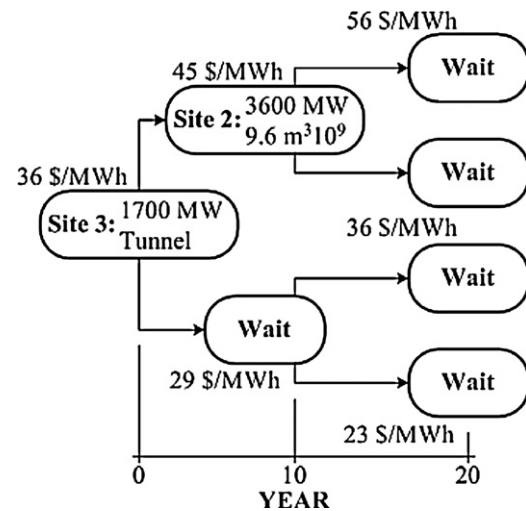 56 $/MWh
Wait
45 $/MWh
Site 2: 3600 MW
9.6 m³10⁹
Wait
36 $/MWh
Site 3: 1700 MW
Tunnel
36 $/MWh
Wait
Wait
29 $/MWh
Wait
23 $/MWh
0 10 20
YEAR